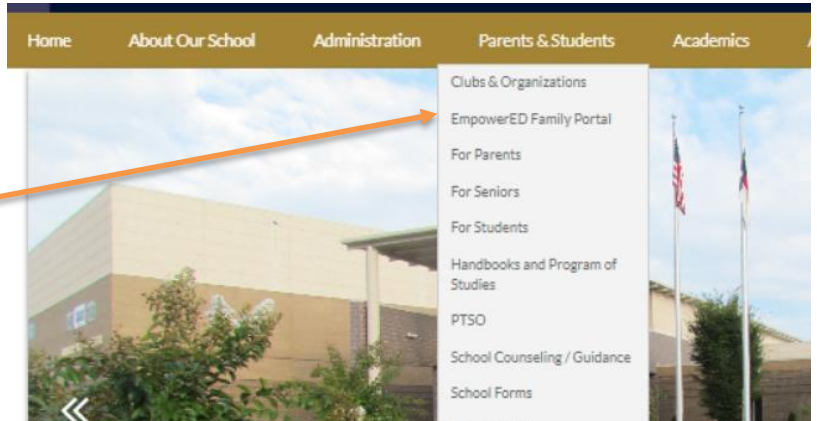 Home About Our School Administration Parents & Students Academics
Clubs & Organizations
EmpowerED Family Portal
For Parents
For Seniors
For Students
Handbooks and Program of
Studies
PTSO
School Counseling / Guidance
School Forms